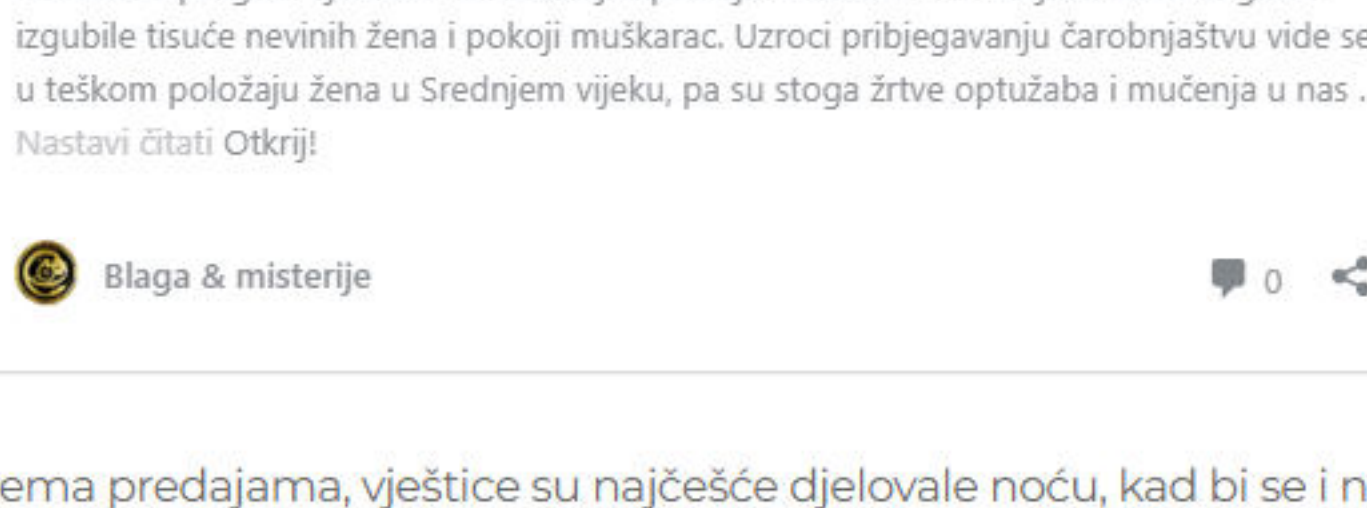 izgubile tisuće nevinih žena i pokoji muškarac. Uzroci pribjegavanju čarobnjaštvu vide se
u teškom položaju žena u Srednjem vijeku, pa su stoga žrtve optužaba i mučenja u nas .
Nastavi čitati Otkrij!
Blaga & misterije
0
ema predajama, vještice su najčešće djelovale noću, kad bi se i n